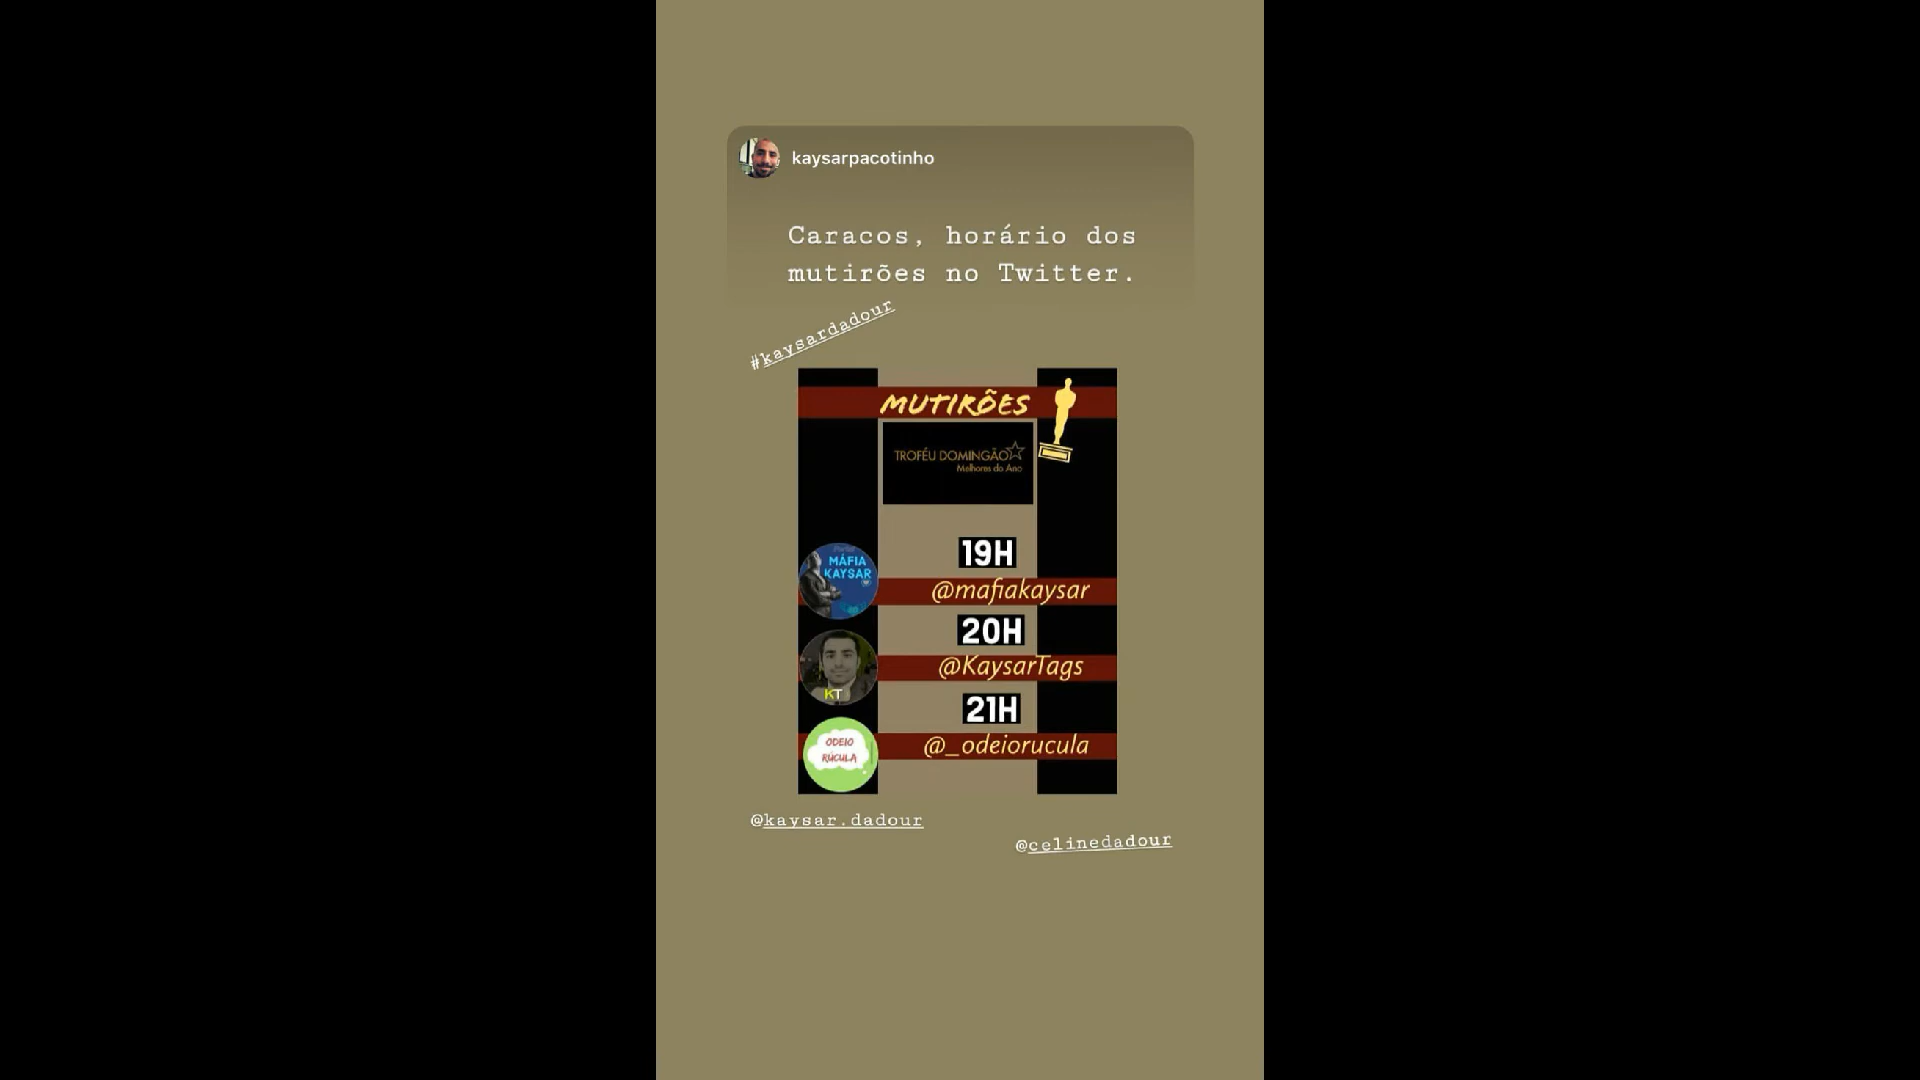 kaysarpacotinho
Caracos, horário dos
mutirões no Twitter.
#kaysardadour
MUTIRÕES
TROFÉU DOMINGÃO
Melhores do Ano
19H
MÁFIA
KAYSAR
@mafiakaysar
20H
@KaysarTags
KT
21H
ODEIO
RÚCULA
@_odeiorucula
@kaysar.dadour
@celinedadour